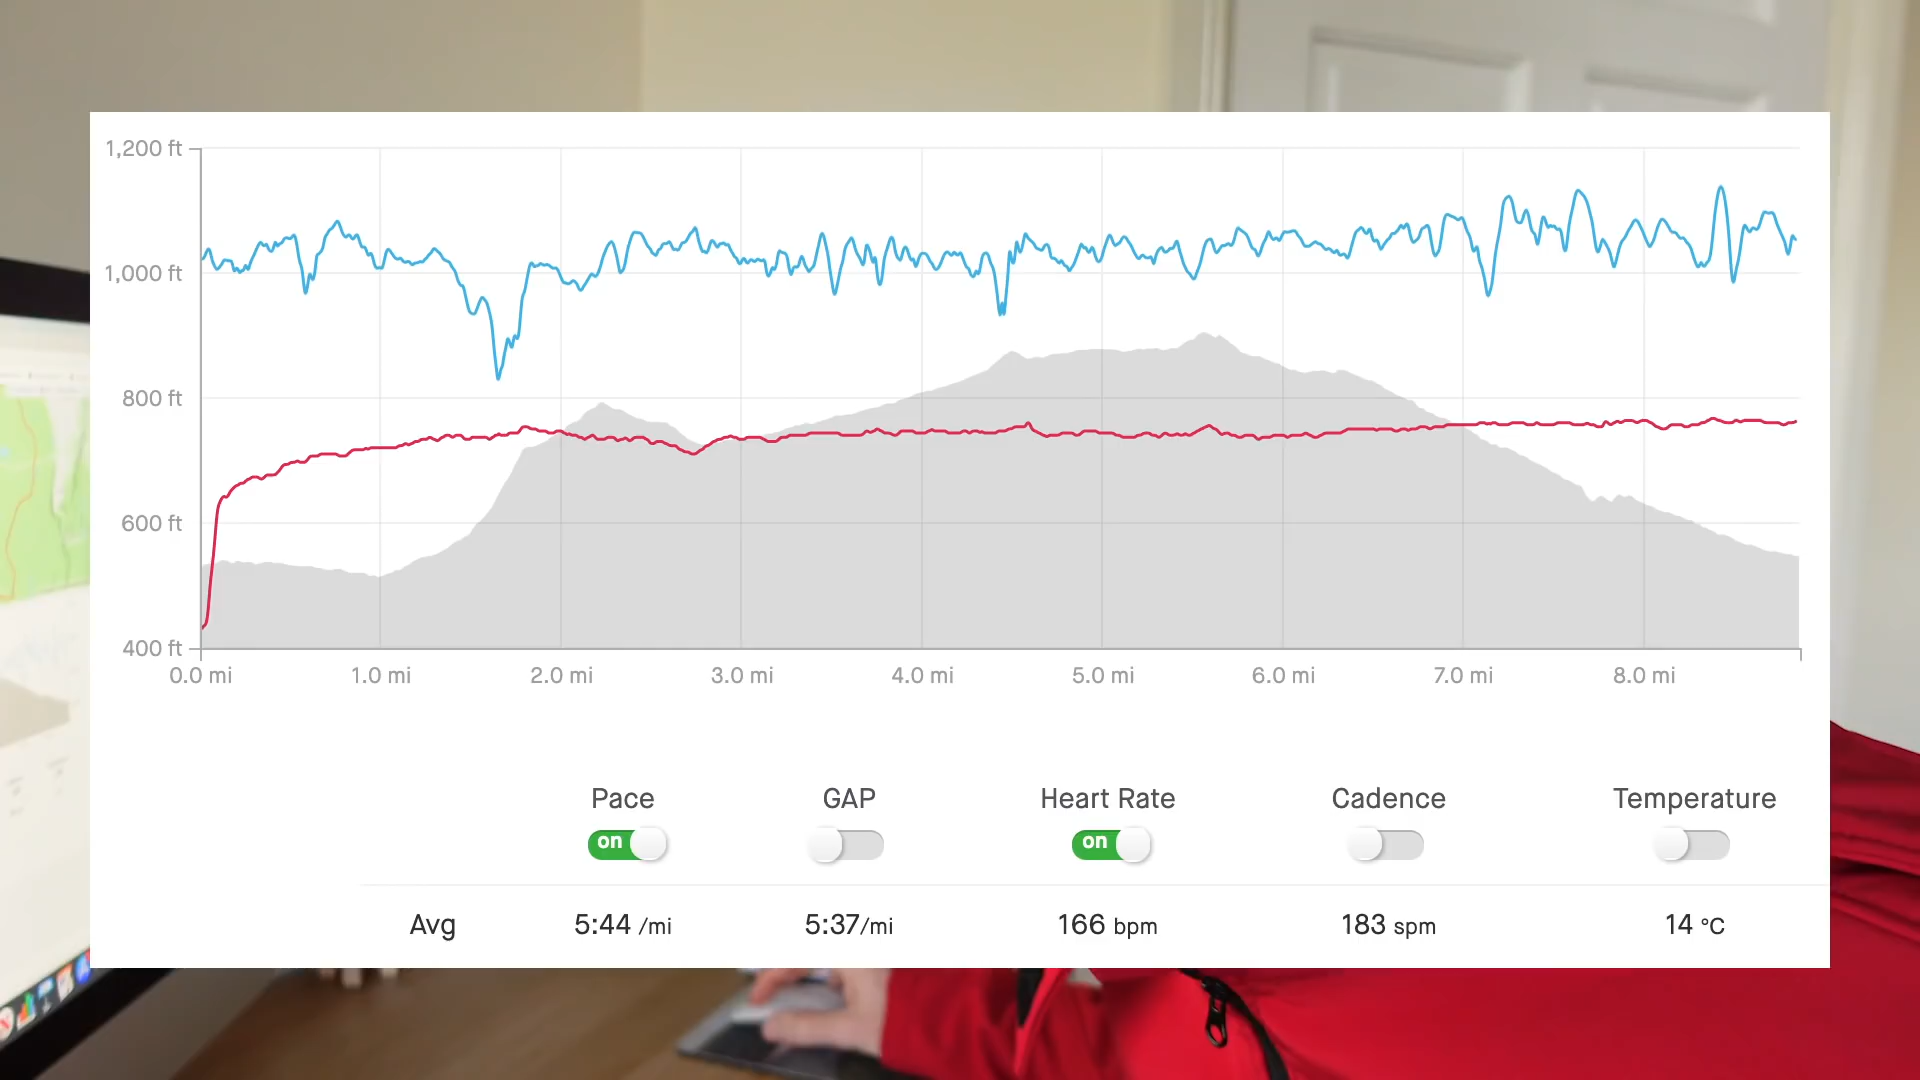 1,200 ft
1,000 ft
800 ft
600 ft
400 ft
0.0 mi 1.0 mi 2.0 mi 3.0 mi 4.0 mi 5.0 mi 6.0 mi 7.0 mi 8.0 mi
Pace GAP Heart Rate Cadence Temperature
on on
Avg 5:44 /mi 5:37/mi 166 bpm 183 spm 14 °C